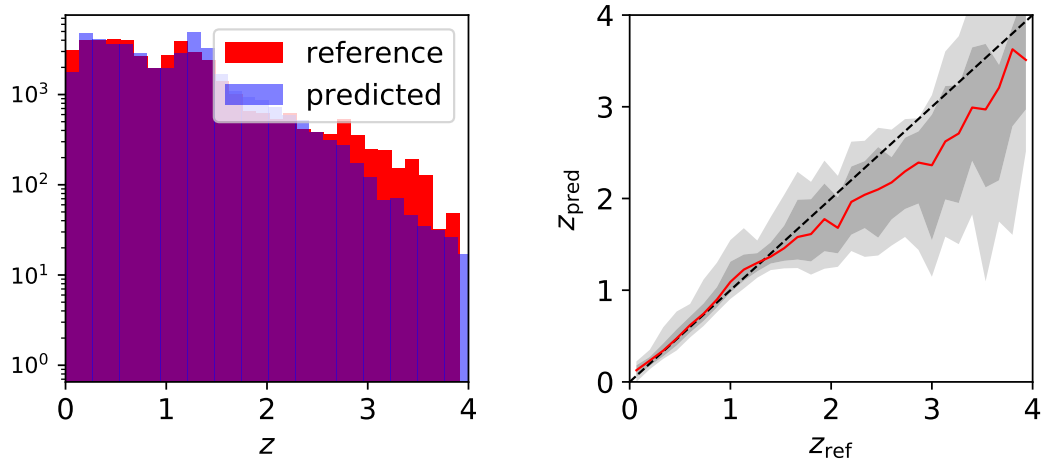 10³
10²
10¹
10⁰
reference
predicted
0 1 2 3 4
z
4
3
2
1
0
z_pred
0 1 2 3 4
z_ref